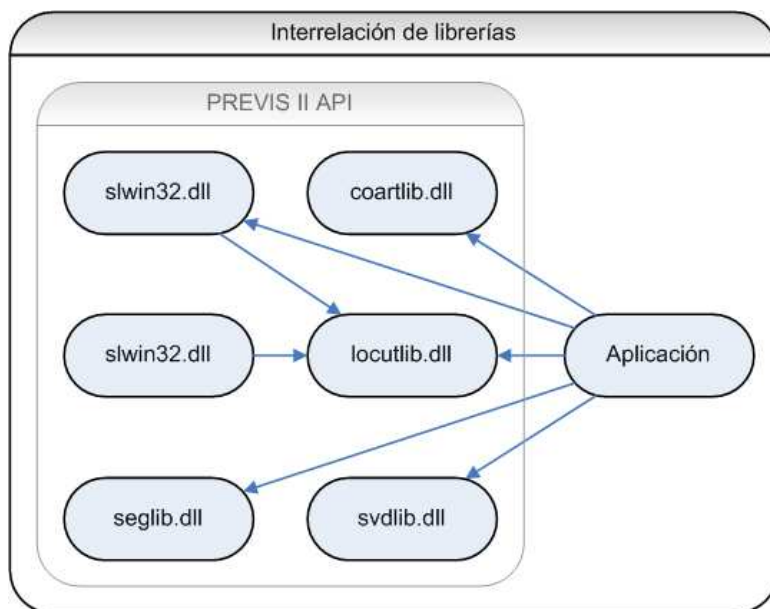 Interrelación de librerías
PREVIS II API
slwin32.dll
coartlib.dll
slwin32.dll
locutlib.dll
Aplicación
seglib.dll
svdlib.dll